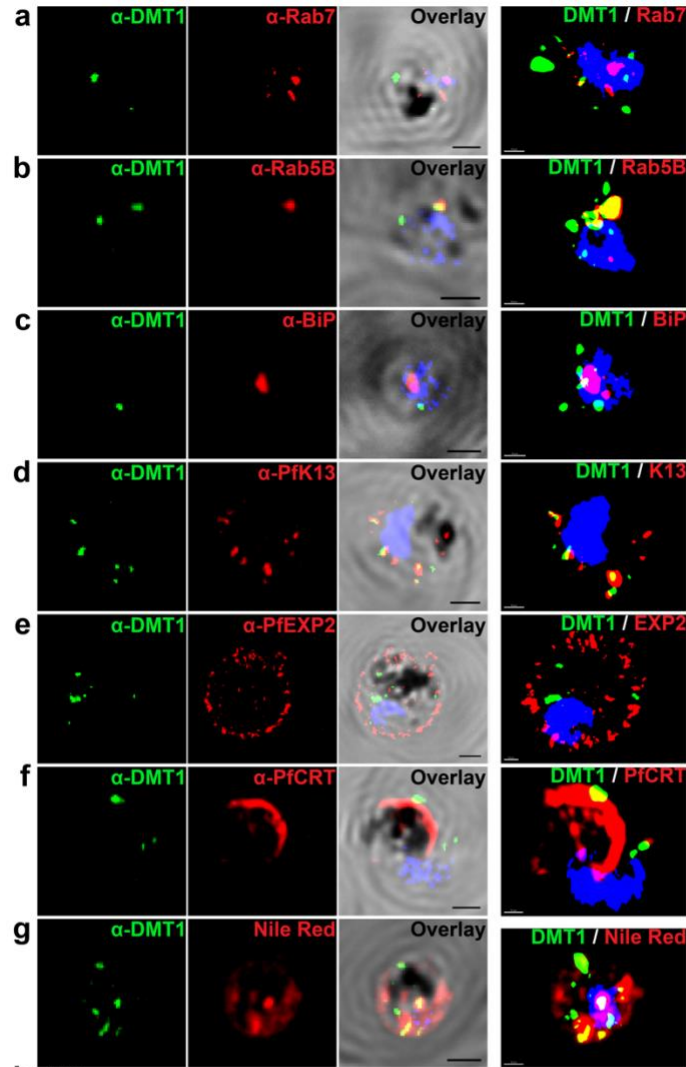 a α-DMT1 α-Rab7 Overlay DMT1 / Rab7
b α-DMT1 α-Rab5B Overlay DMT1 / Rab5B
c α-DMT1 α-BiP Overlay DMT1 / BiP
d α-DMT1 α-PfK13 Overlay DMT1 / K13
e α-DMT1 α-PfEXP2 Overlay DMT1 / EXP2
f α-DMT1 α-PfCRT Overlay DMT1 / PfCRT
g α-DMT1 Nile Red Overlay DMT1 / Nile Red